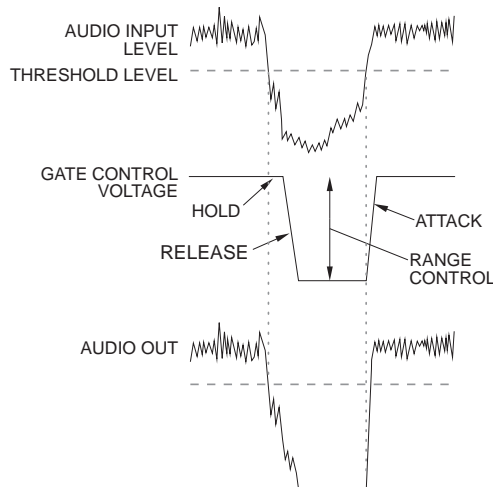 AUDIO INPUT
LEVEL
THRESHOLD LEVEL
GATE CONTROL
VOLTAGE
HOLD
ATTACK
RELEASE
RANGE
CONTROL
AUDIO OUT